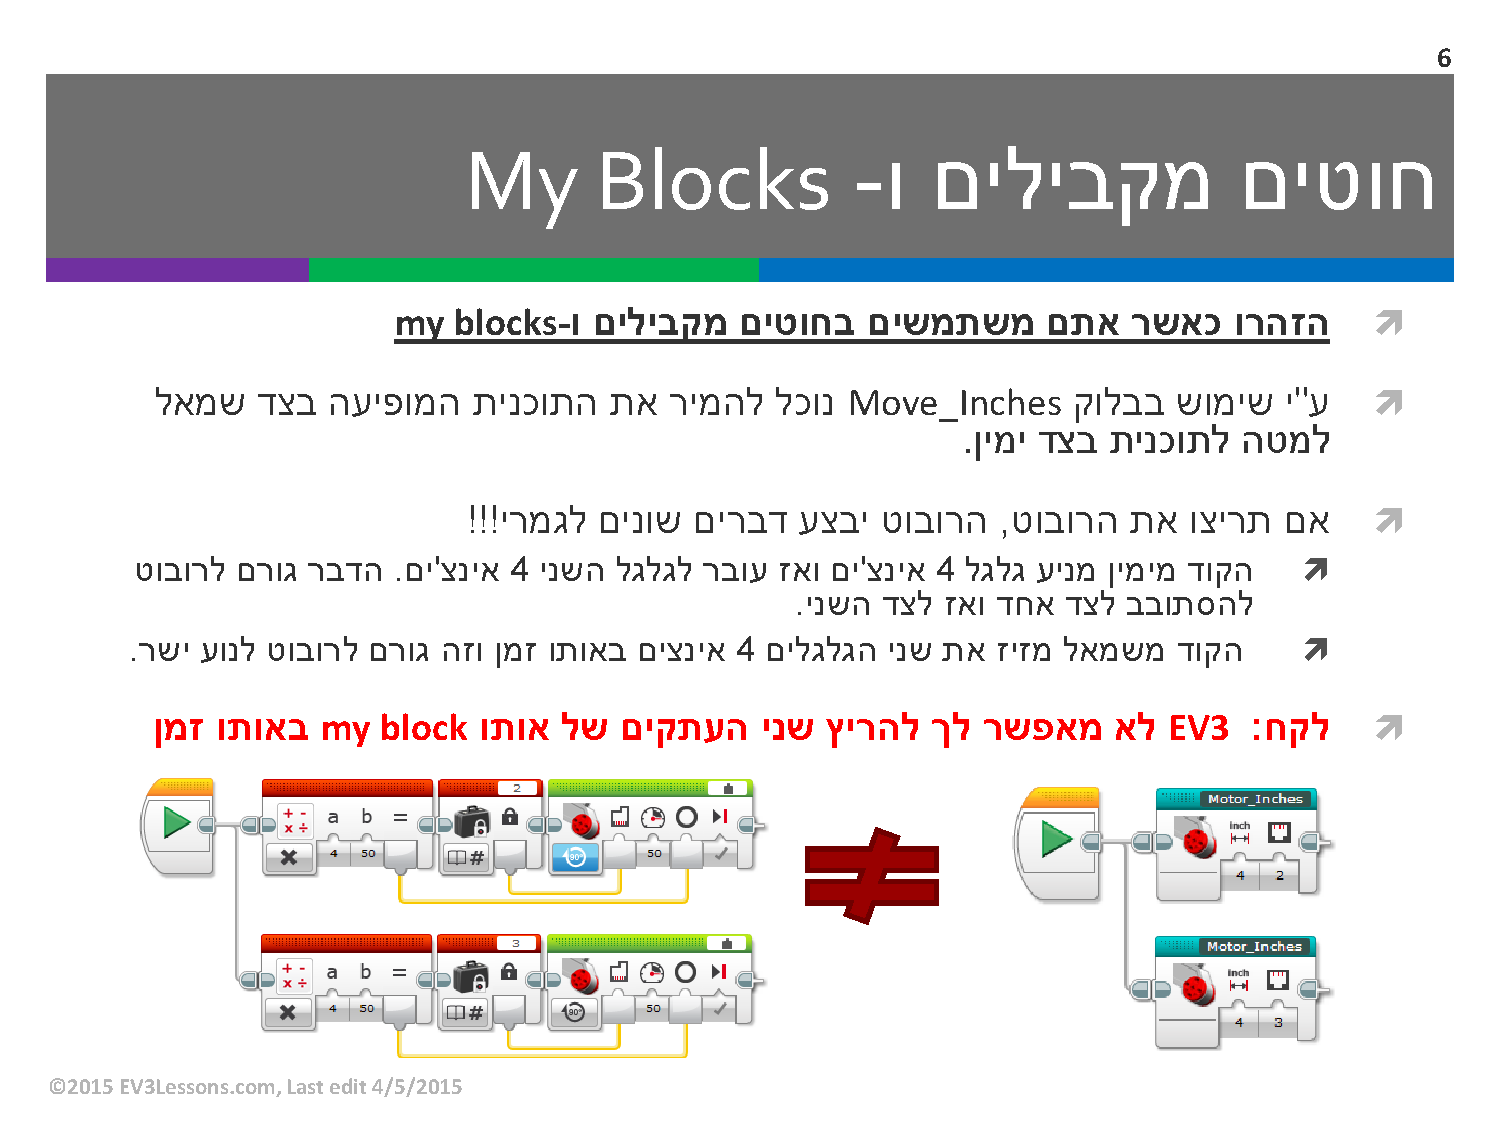 6
חוטים מקבילים ו- My Blocks
הזהרו כאשר אתם משתמשים בחוטים מקבילים ו-my blocks
ע"י שימוש בבלוק Move_Inches נוכל להמיר את התוכנית המופיעה בצד שמאל
למטה לתוכנית בצד ימין.
אם תריצו את הרובוט, הרובוט יבצע דברים שונים לגמרי!!!
הקוד מימין מניע גלגל 4 אינצ'ים ואז עובר לגלגל השני 4 אינצ'ים. הדבר גורם לרובוט
להסתובב לצד אחד ואז לצד השני.
הקוד משמאל מזיז את שני הגלגלים 4 אינצים באותו זמן וזה גורם לרובוט לנוע ישר.
לקח: EV3 לא מאפשר לך להריץ שני העתקים של אותו my block באותו זמן
2
a b =
4 50 # 90° 50
3
a b =
4 50 # 90° 50
Motor_Inches
inch
4 2
Motor_Inches
inch
4 3
©2015 EV3Lessons.com, Last edit 4/5/2015